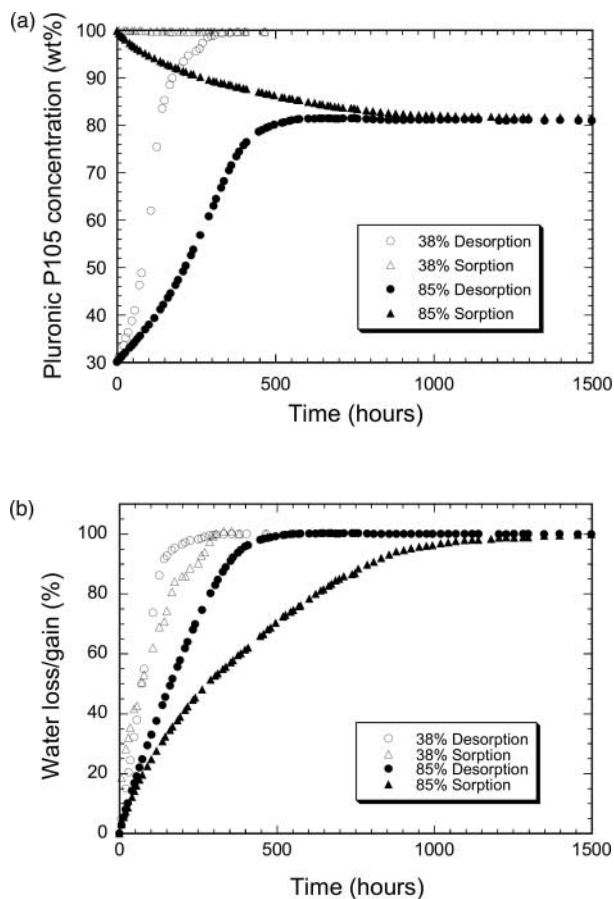 (a)
Pluronic P105 concentration (wt%)
100
90
80
70
60
50
40
30
38% Desorption
38% Sorption
85% Desorption
85% Sorption
0
500
1000
1500
Time (hours)
(b)
Water loss/gain (%)
100
80
60
40
20
0
38% Desorption
38% Sorption
85% Desorption
85% Sorption
0
500
1000
1500
Time (hours)